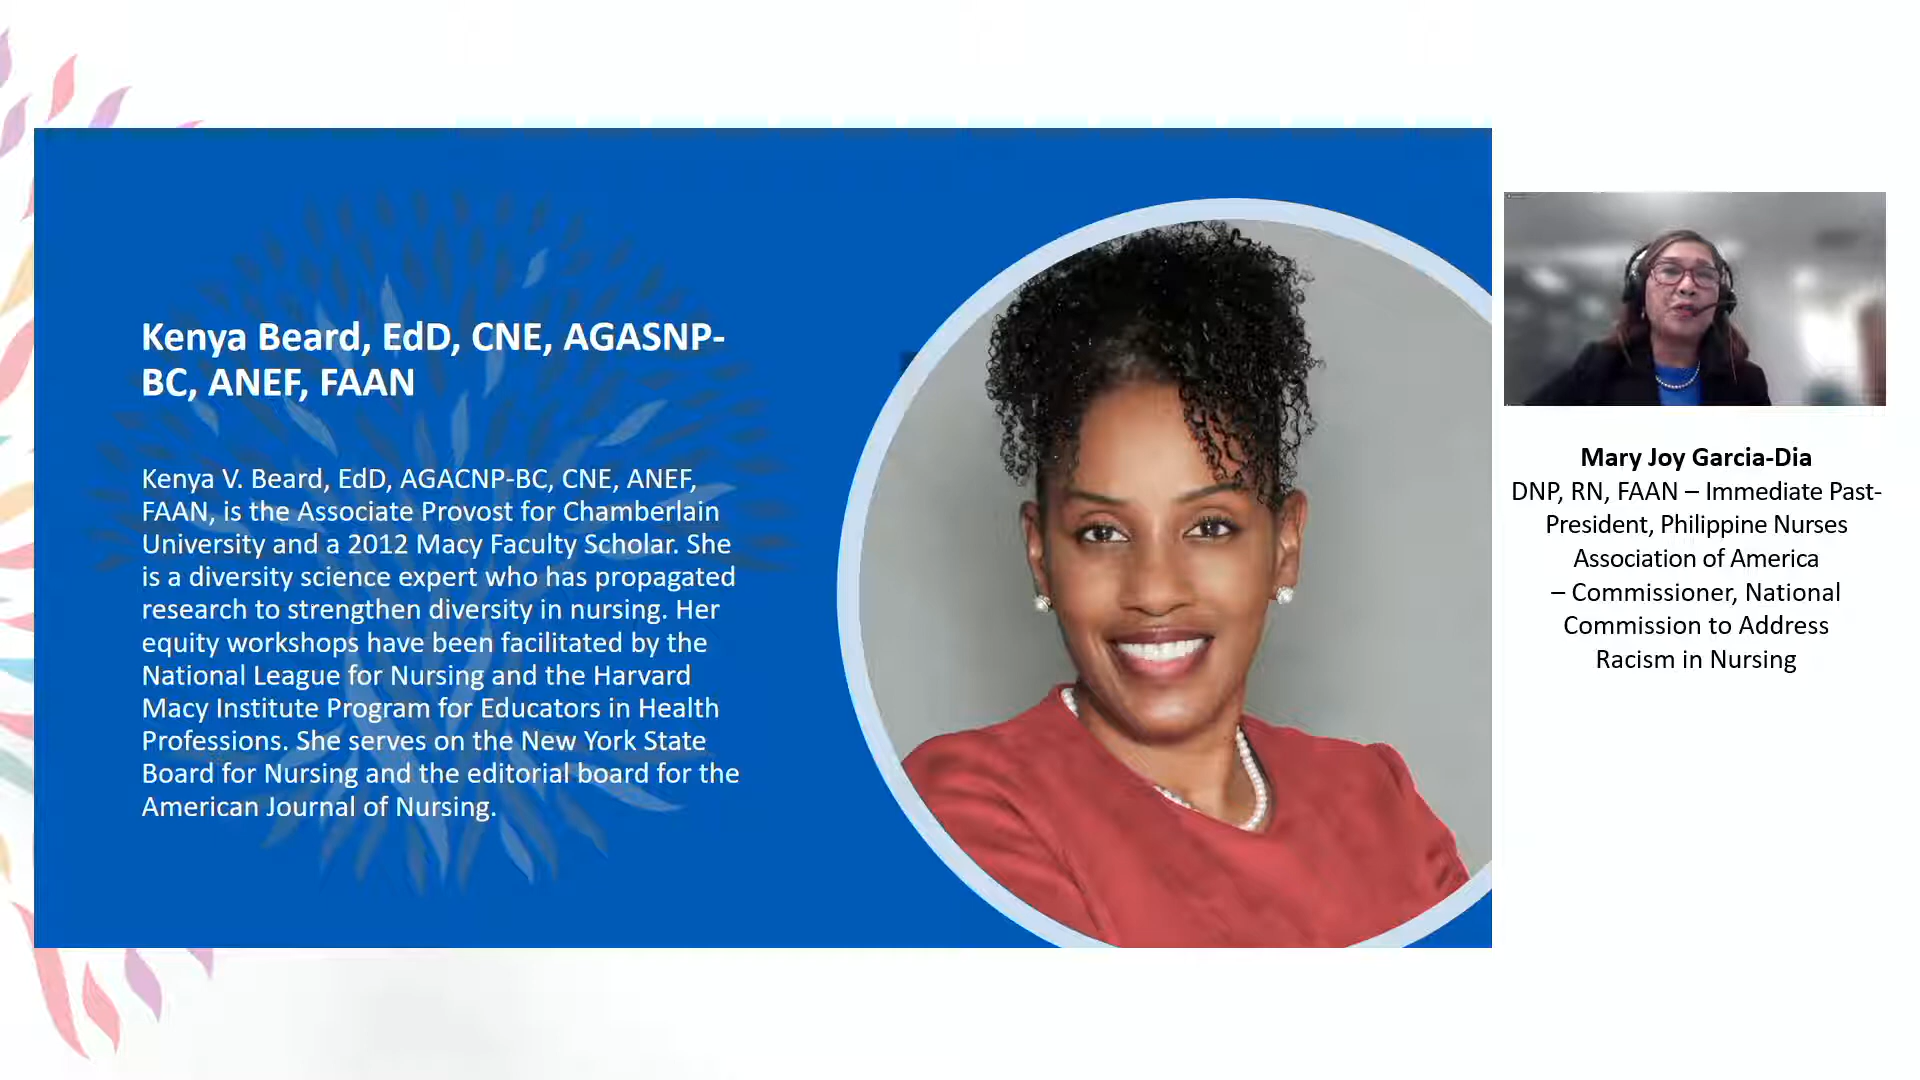 Kenya Beard, EdD, CNE, AGASNP-
BC, ANEF, FAAN
Kenya V. Beard, EdD, AGACNP-BC, CNE, ANEF,
FAAN, is the Associate Provost for Chamberlain
University and a 2012 Macy Faculty Scholar. She
is a diversity science expert who has propagated
research to strengthen diversity in nursing. Her
equity workshops have been facilitated by the
National League for Nursing and the Harvard
Macy Institute Program for Educators in Health
Professions. She serves on the New York State
Board for Nursing and the editorial board for the
American Journal of Nursing.
Mary Joy Garcia-Dia
DNP, RN, FAAN – Immediate Past-
President, Philippine Nurses
Association of America
– Commissioner, National
Commission to Address
Racism in Nursing